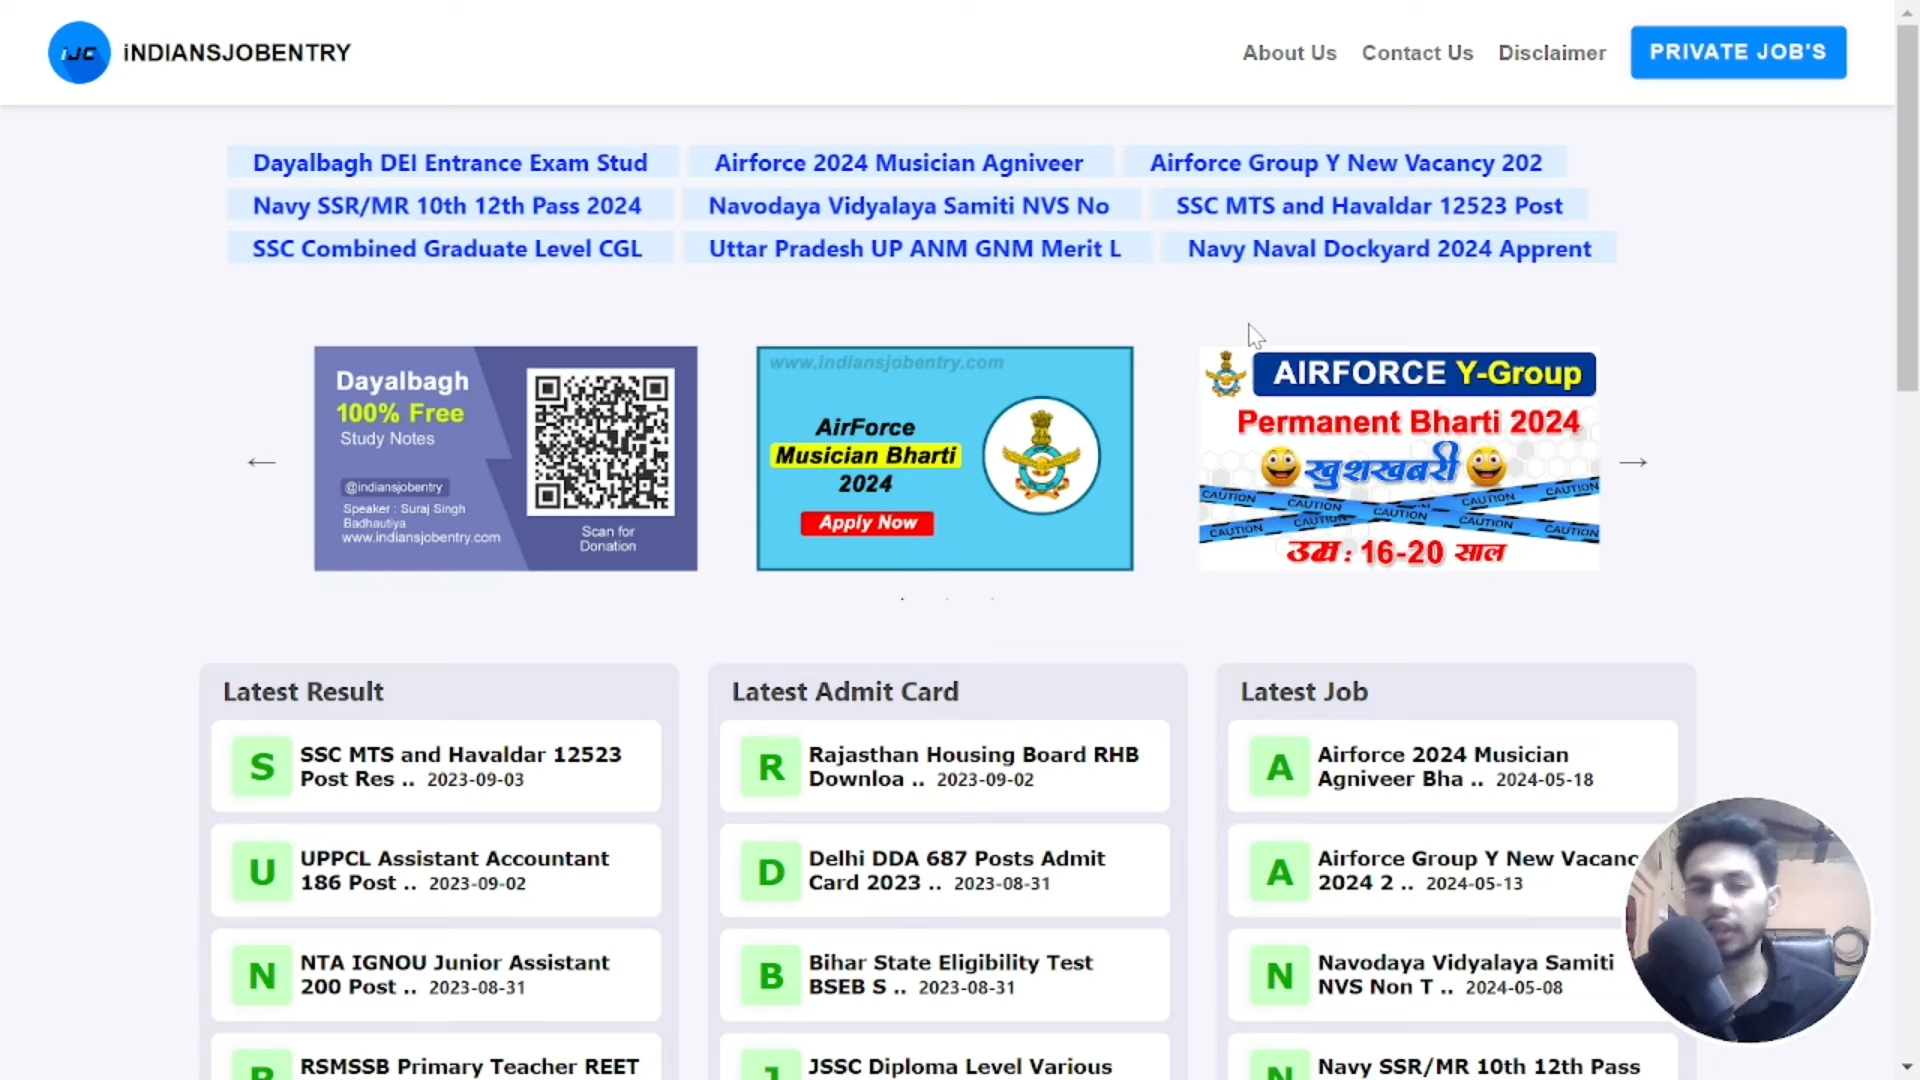 iJC
iNDIANSJOBENTRY
About Us
Contact Us
Disclaimer
PRIVATE JOB'S
Dayalbagh DEI Entrance Exam Stud
Airforce 2024 Musician Agniveer
Airforce Group Y New Vacancy 202
Navy SSR/MR 10th 12th Pass 2024
Navodaya Vidyalaya Samiti NVS No
SSC MTS and Havaldar 12523 Post
SSC Combined Graduate Level CGL
Uttar Pradesh UP ANM GNM Merit L
Navy Naval Dockyard 2024 Apprent
Dayalbagh
100% Free
Study Notes
@indiansjobentry
Speaker : Suraj Singh
Badhautiya
www.indiansjobentry.com
Scan for
Donation
www.indiansjobentry.com
AirForce
Musician Bharti
2024
Apply Now
AIRFORCE Y-Group
Permanent Bharti 2024
खुशखबरी
CAUTION CAUTION CAUTION CAUTION CAUTION
CAUTION CAUTION CAUTION CAUTION
उम्र : 16-20 साल
Latest Result
SSC MTS and Havaldar 12523
Post Res .. 2023-09-03
UPPCL Assistant Accountant
186 Post .. 2023-09-02
NTA IGNOU Junior Assistant
200 Post .. 2023-08-31
RSMSSB Primary Teacher REET
Latest Admit Card
Rajasthan Housing Board RHB
Downloa .. 2023-09-02
Delhi DDA 687 Posts Admit
Card 2023 .. 2023-08-31
Bihar State Eligibility Test
BSEB S .. 2023-08-31
JSSC Diploma Level Various
Latest Job
Airforce 2024 Musician
Agniveer Bha .. 2024-05-18
Airforce Group Y New Vacanc
2024 2 .. 2024-05-13
Navodaya Vidyalaya Samiti
NVS Non T .. 2024-05-08
Navy SSR/MR 10th 12th Pass